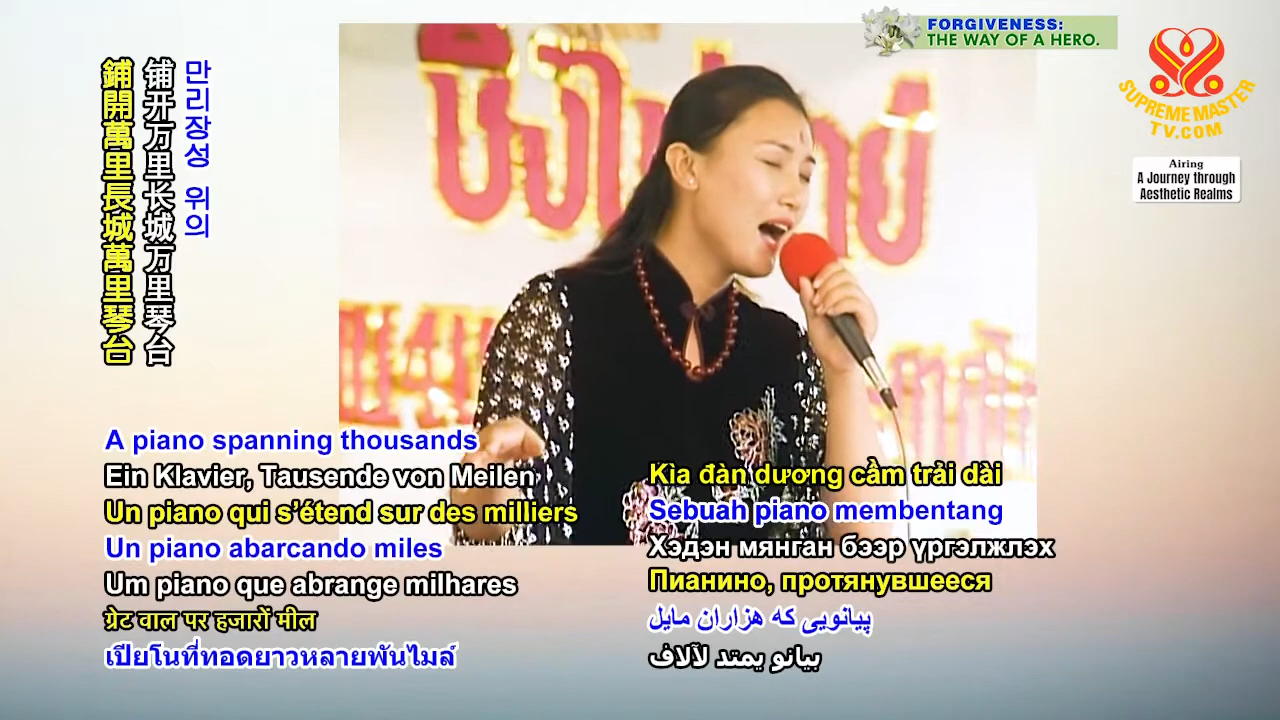 FORGIVENESS:
THE WAY OF A HERO.
SUPREME MASTER
TV.COM
Airing
A Journey through
Aesthetic Realms
만리장성 위의
铺开万里长城万里琴台
鋪開萬里長城萬里琴台
A piano spanning thousands
Ein Klavier, Tausende von Meilen
Un piano qui s’étend sur des milliers
Un piano abarcando miles
Um piano que abrange milhares
ग्रेट वाल पर हजारों मील
เปียโนที่ทอดยาวหลายพันไมล์
Kìa đàn dương cầm trải dài
Sebuah piano membentang
Хэдэн мянган бээр үргэлжлэх
Пианино, протянувшееся
پیانویی که هزاران مایل
بيانو يمتد لآلاف